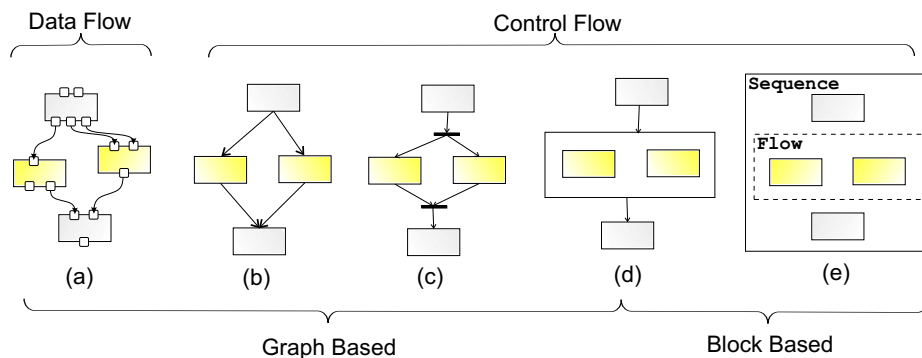 Data Flow
Control Flow
Sequence
Flow
(a)
(b)
(c)
(d)
(e)
Graph Based
Block Based